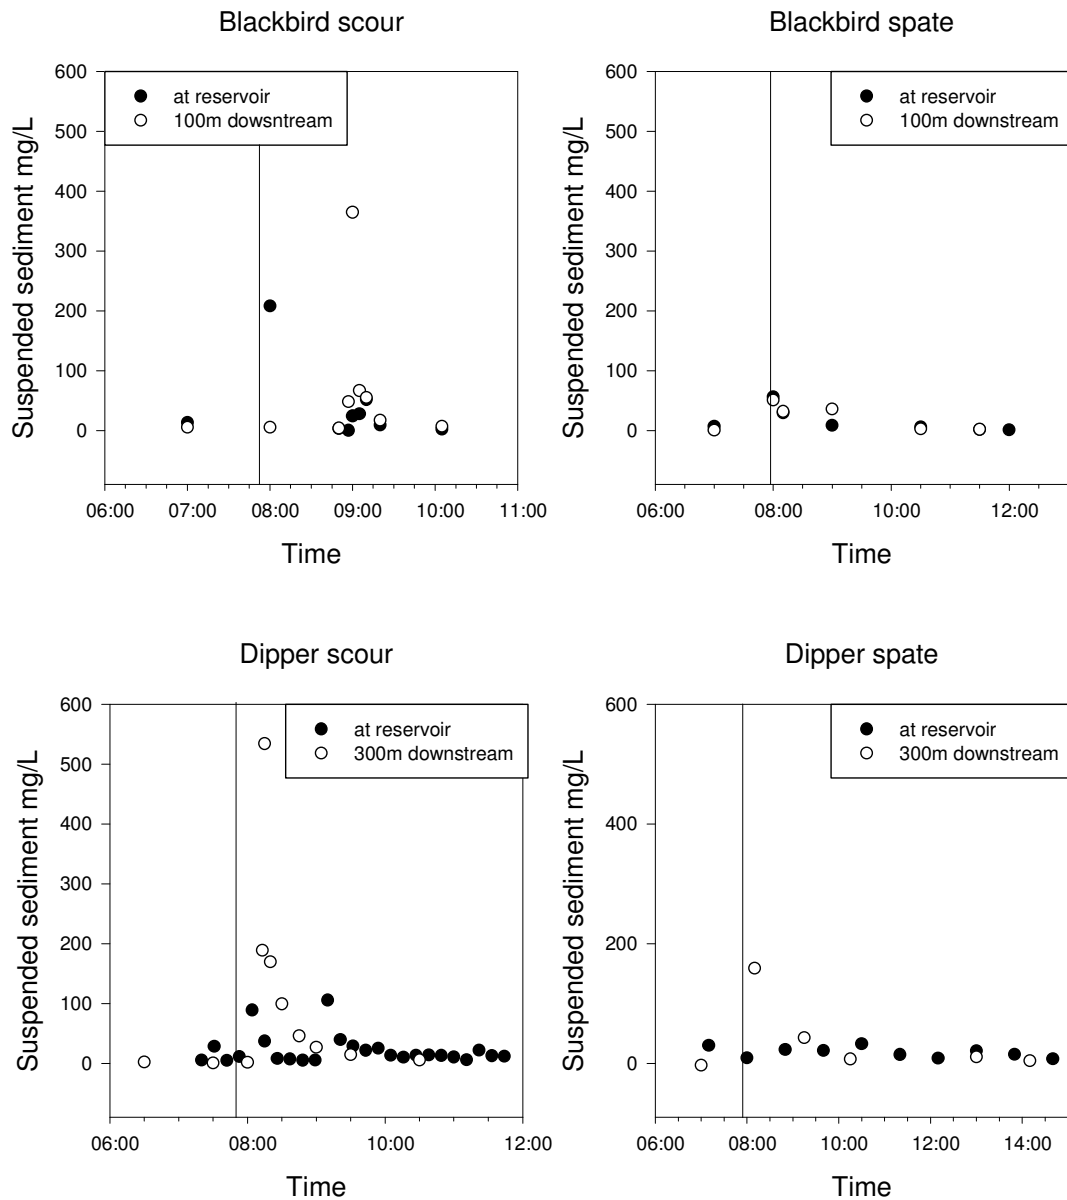 Blackbird scour
600
500
400
300
200
100
0
Suspended sediment mg/L
at reservoir
100m dowsntream
06:00 07:00 08:00 09:00 10:00 11:00
Time
Blackbird spate
600
500
400
300
200
100
0
Suspended sediment mg/L
at reservoir
100m downstream
06:00 08:00 10:00 12:00
Time
Dipper scour
600
500
400
300
200
100
0
Suspended sediment mg/L
at reservoir
300m downstream
06:00 08:00 10:00 12:00
Time
Dipper spate
600
400
200
0
Suspended sediment mg/L
at reservoir
300m downstream
06:00 08:00 10:00 12:00 14:00
Time